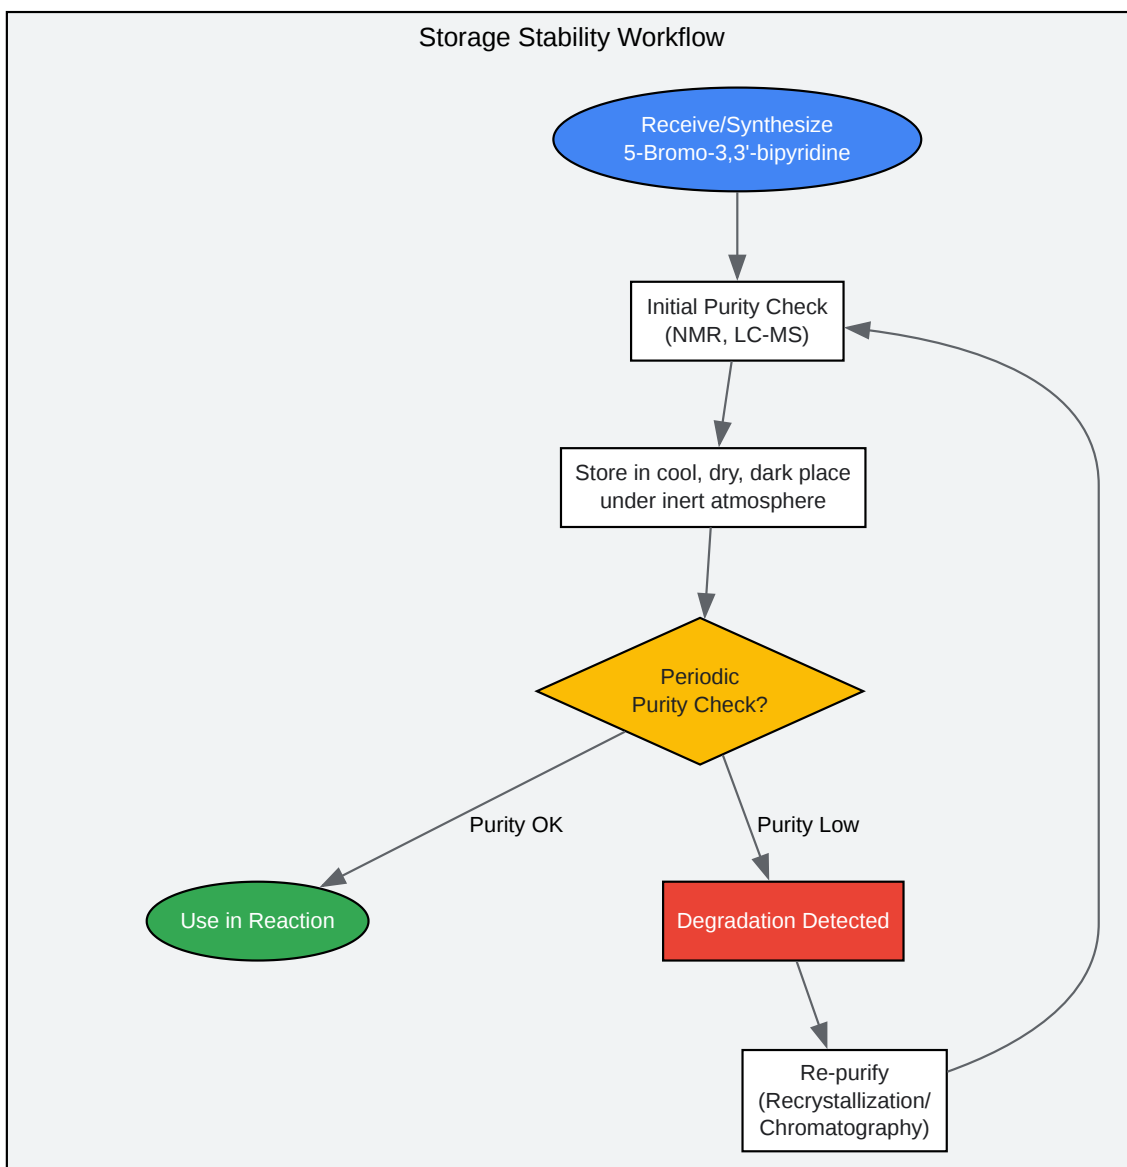 Storage Stability Workflow
Receive/Synthesize
5-Bromo-3,3'-bipyridine
Initial Purity Check
(NMR, LC-MS)
Store in cool, dry, dark place
under inert atmosphere
Periodic
Purity Check?
Purity OK
Purity Low
Use in Reaction
Degradation Detected
Re-purify
(Recrystallization/
Chromatography)